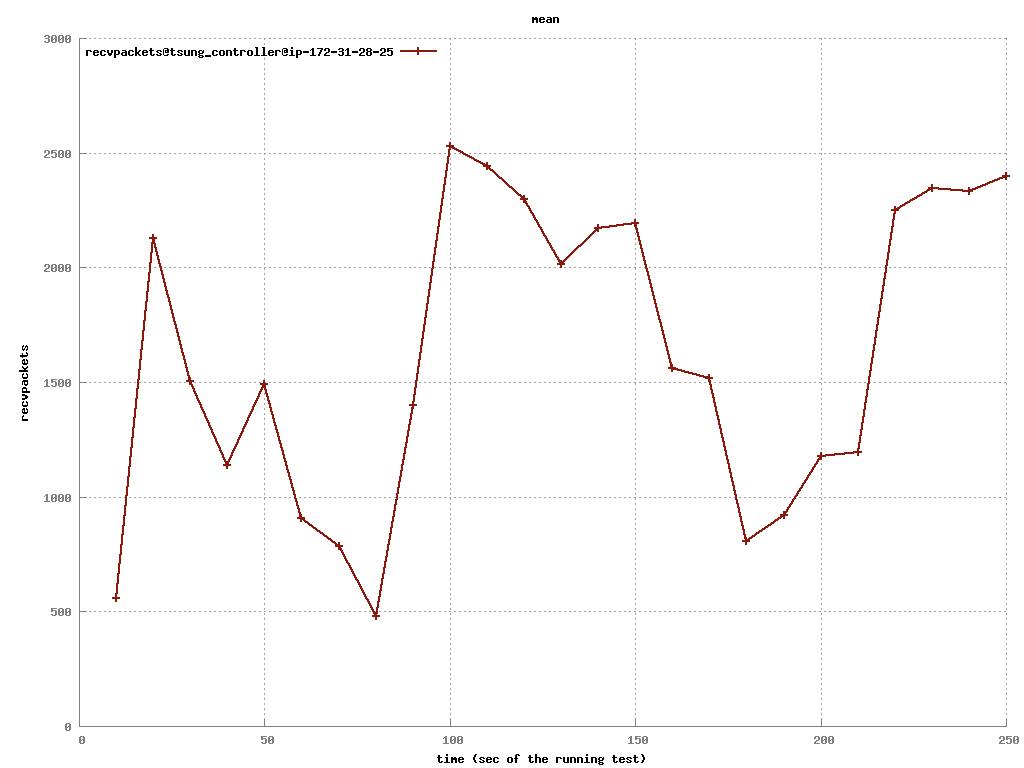 mean
3000
recvpackets@tsung_controller@ip-172-31-28-25
2500
2000
1500
recvpackets
1000
500
0
0 50 100 150 200 250
time (sec of the running test)